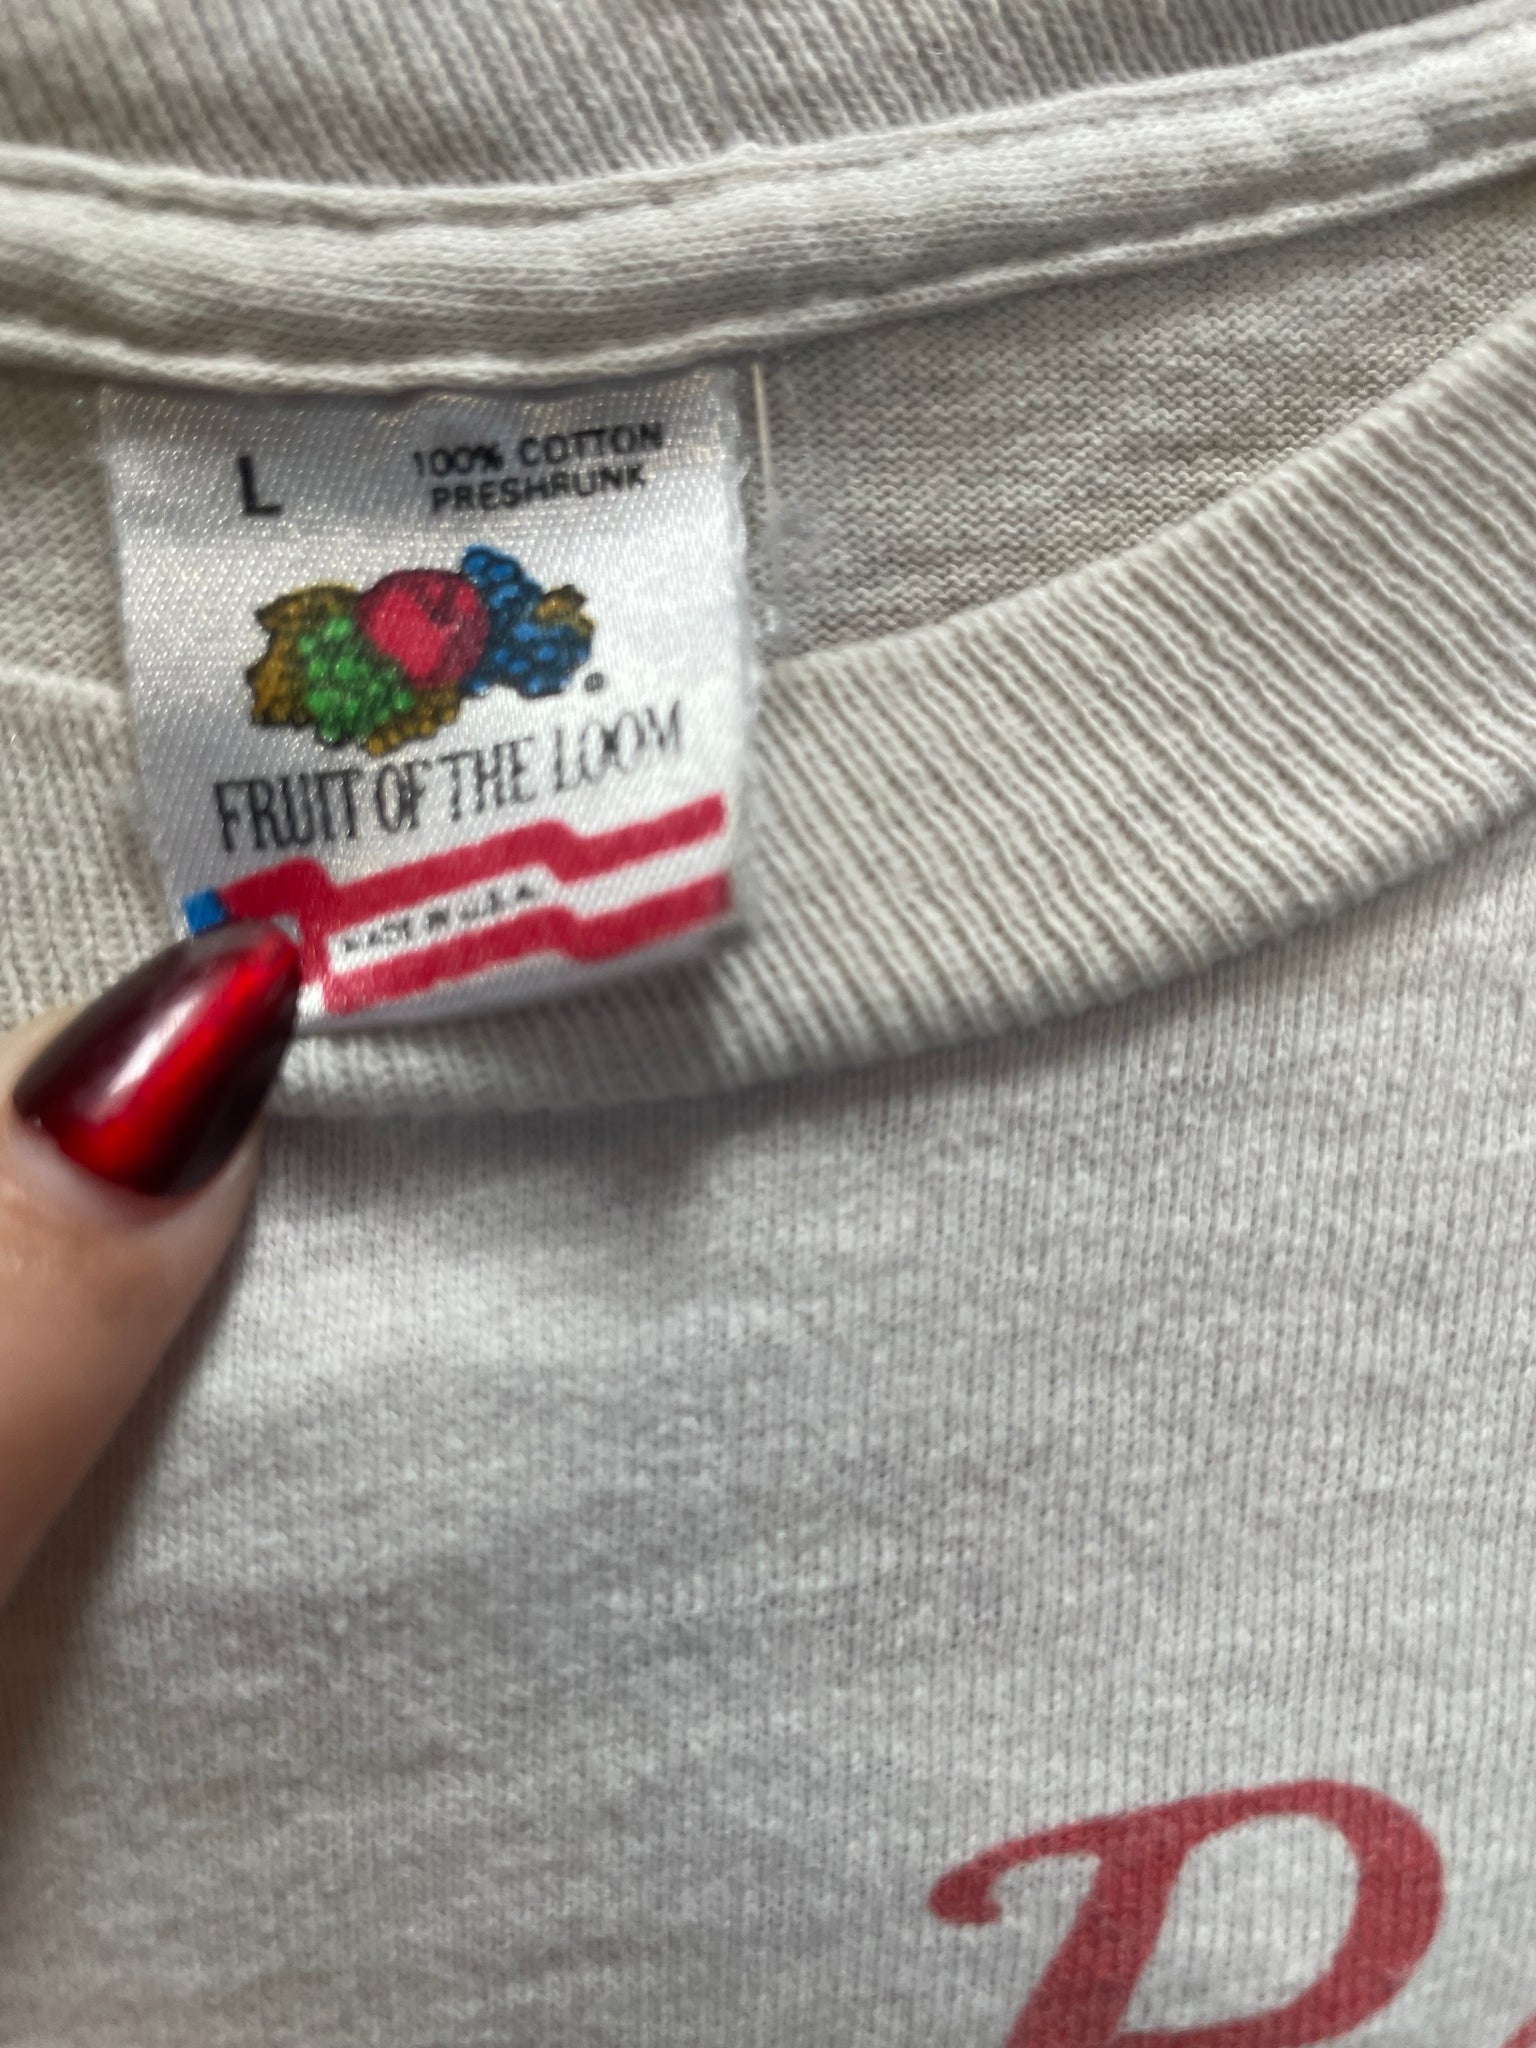 L
100% COTTON
PRESHRUNK
®
FRUIT OF THE LOOM
MADE IN U.S.A.
P